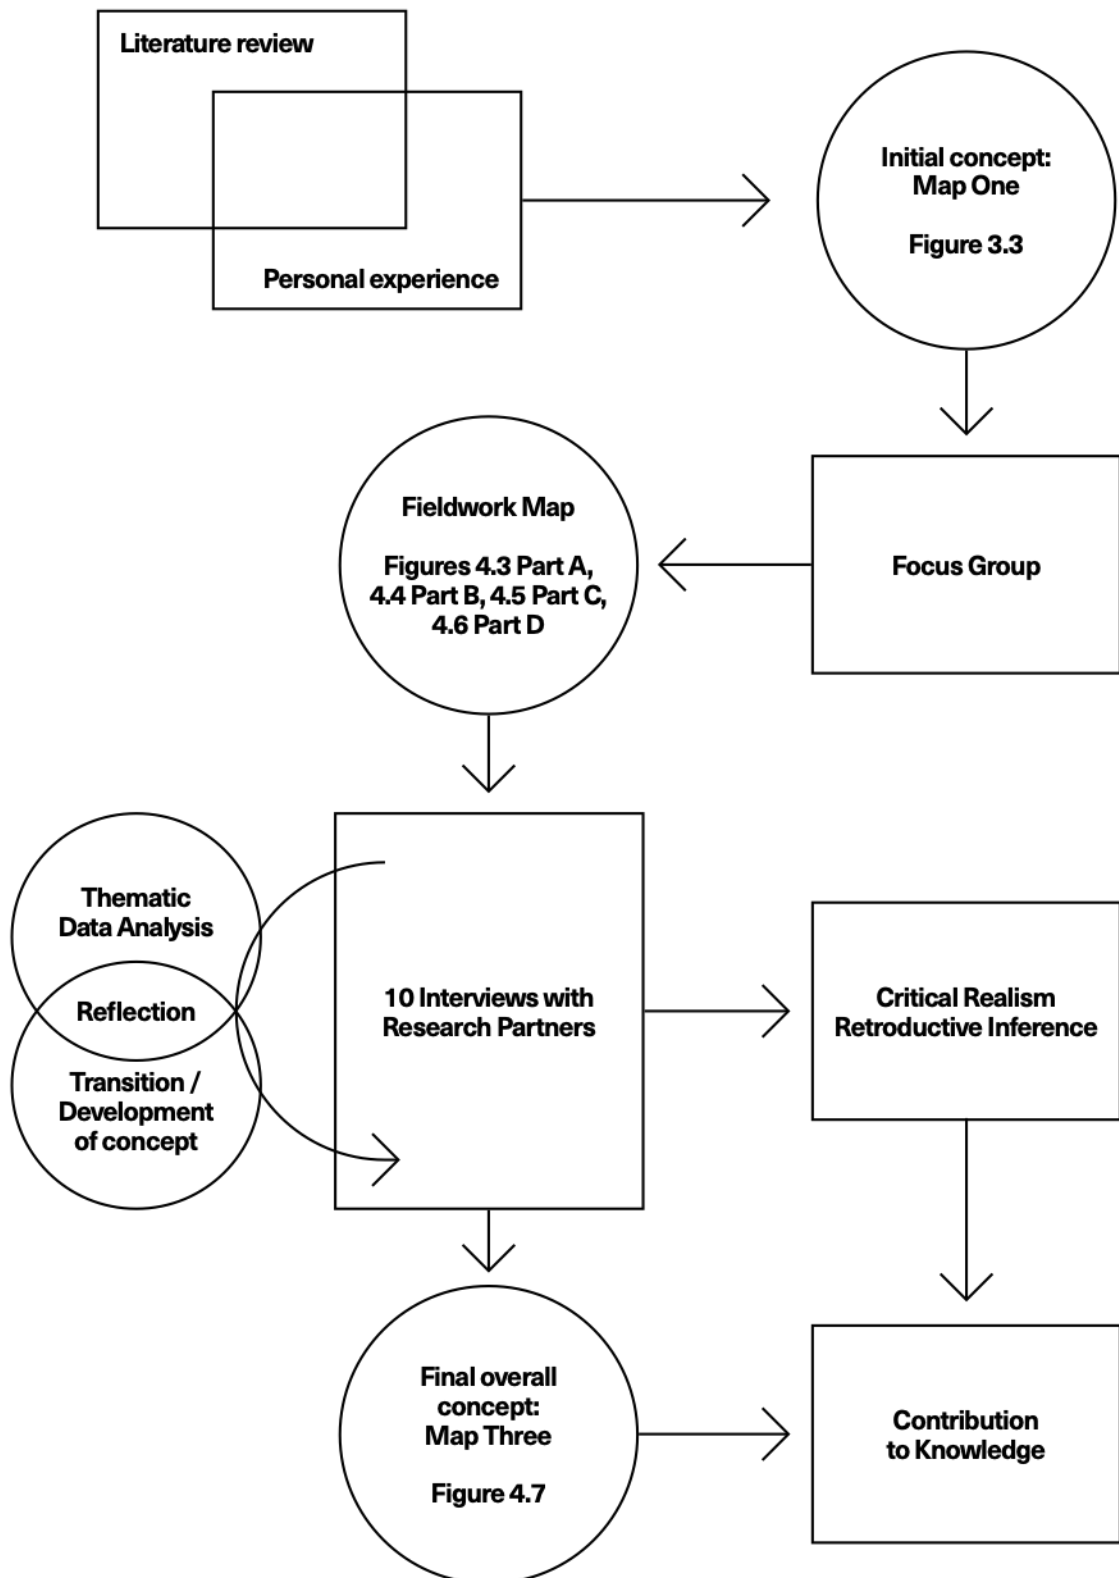 Literature review
Personal experience
Initial concept:
Map One
Figure 3.3
Fieldwork Map
Figures 4.3 Part A,
4.4 Part B, 4.5 Part C,
4.6 Part D
Focus Group
Thematic
Data Analysis
Reflection
Transition /
Development
of concept
10 Interviews with
Research Partners
Critical Realism
Retroductive Inference
Final overall
concept:
Map Three
Figure 4.7
Contribution
to Knowledge